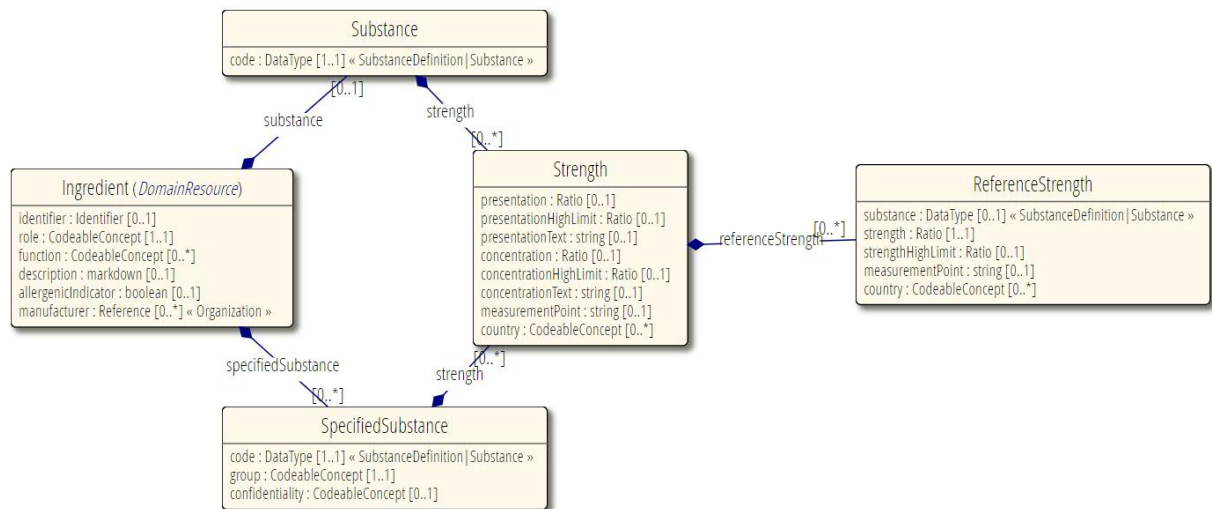 Substance
code : DataType [1..1] « SubstanceDefinition|Substance »
[0..1]
substance
strength
[0..*]
Ingredient (DomainResource)
identifier : Identifier [0..1]
role : CodeableConcept [1..1]
function : CodeableConcept [0..*]
description : markdown [0..1]
allergenicIndicator : boolean [0..1]
manufacturer : Reference [0..*] « Organization »
Strength
presentation : Ratio [0..1]
presentationHighLimit : Ratio [0..1]
presentationText : string [0..1]
concentration : Ratio [0..1]
concentrationHighLimit : Ratio [0..1]
concentrationText : string [0..1]
measurementPoint : string [0..1]
country : CodeableConcept [0..*]
referenceStrength
[0..*]
ReferenceStrength
substance : DataType [0..1] « SubstanceDefinition|Substance »
strength : Ratio [1..1]
strengthHighLimit : Ratio [0..1]
measurementPoint : string [0..1]
country : CodeableConcept [0..*]
specifiedSubstance
[0..*]
strength
[0..*]
SpecifiedSubstance
code : DataType [1..1] « SubstanceDefinition|Substance »
group : CodeableConcept [1..1]
confidentiality : CodeableConcept [0..1]